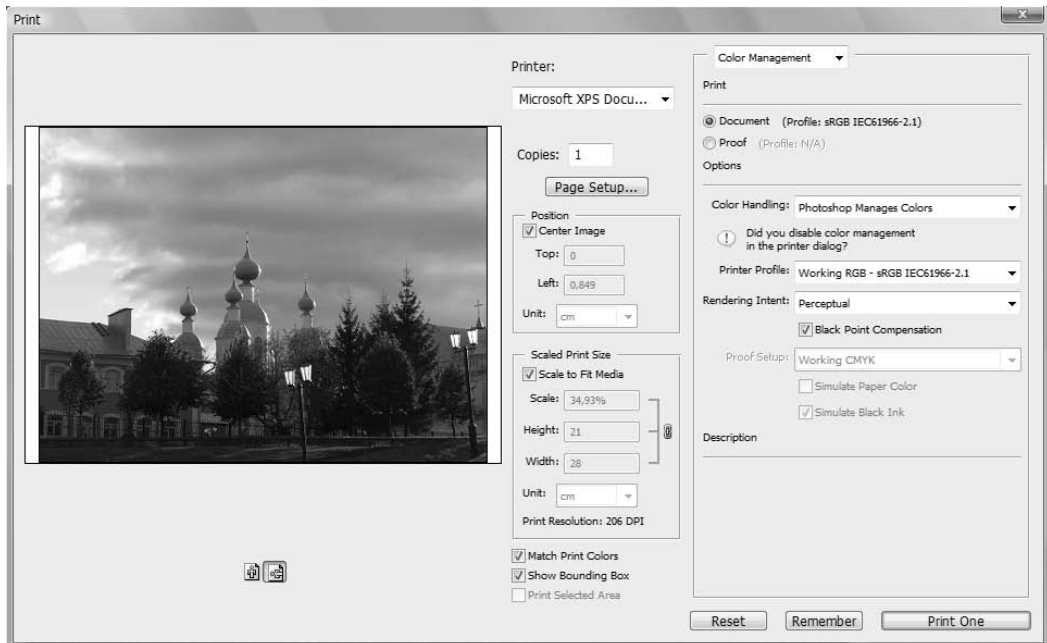 Print
Printer:
Microsoft XPS Docu...
Copies: 1
Page Setup...
Position
Center Image
Top: 0
Left: 0,849
Unit: cm
Scaled Print Size
Scale to Fit Media
Scale: 34,93%
Height: 21
Width: 28
Unit: cm
Print Resolution: 206 DPI
Match Print Colors
Show Bounding Box
Print Selected Area
Color Management
Print
Document (Profile: sRGB IEC61966-2.1)
Proof (Profile: N/A)
Options
Color Handling: Photoshop Manages Colors
Did you disable color management
in the printer dialog?
Printer Profile: Working RGB - sRGB IEC61966-2.1
Rendering Intent: Perceptual
Black Point Compensation
Proof Setup: Working CMYK
Simulate Paper Color
Simulate Black Ink
Description
Reset
Remember
Print One